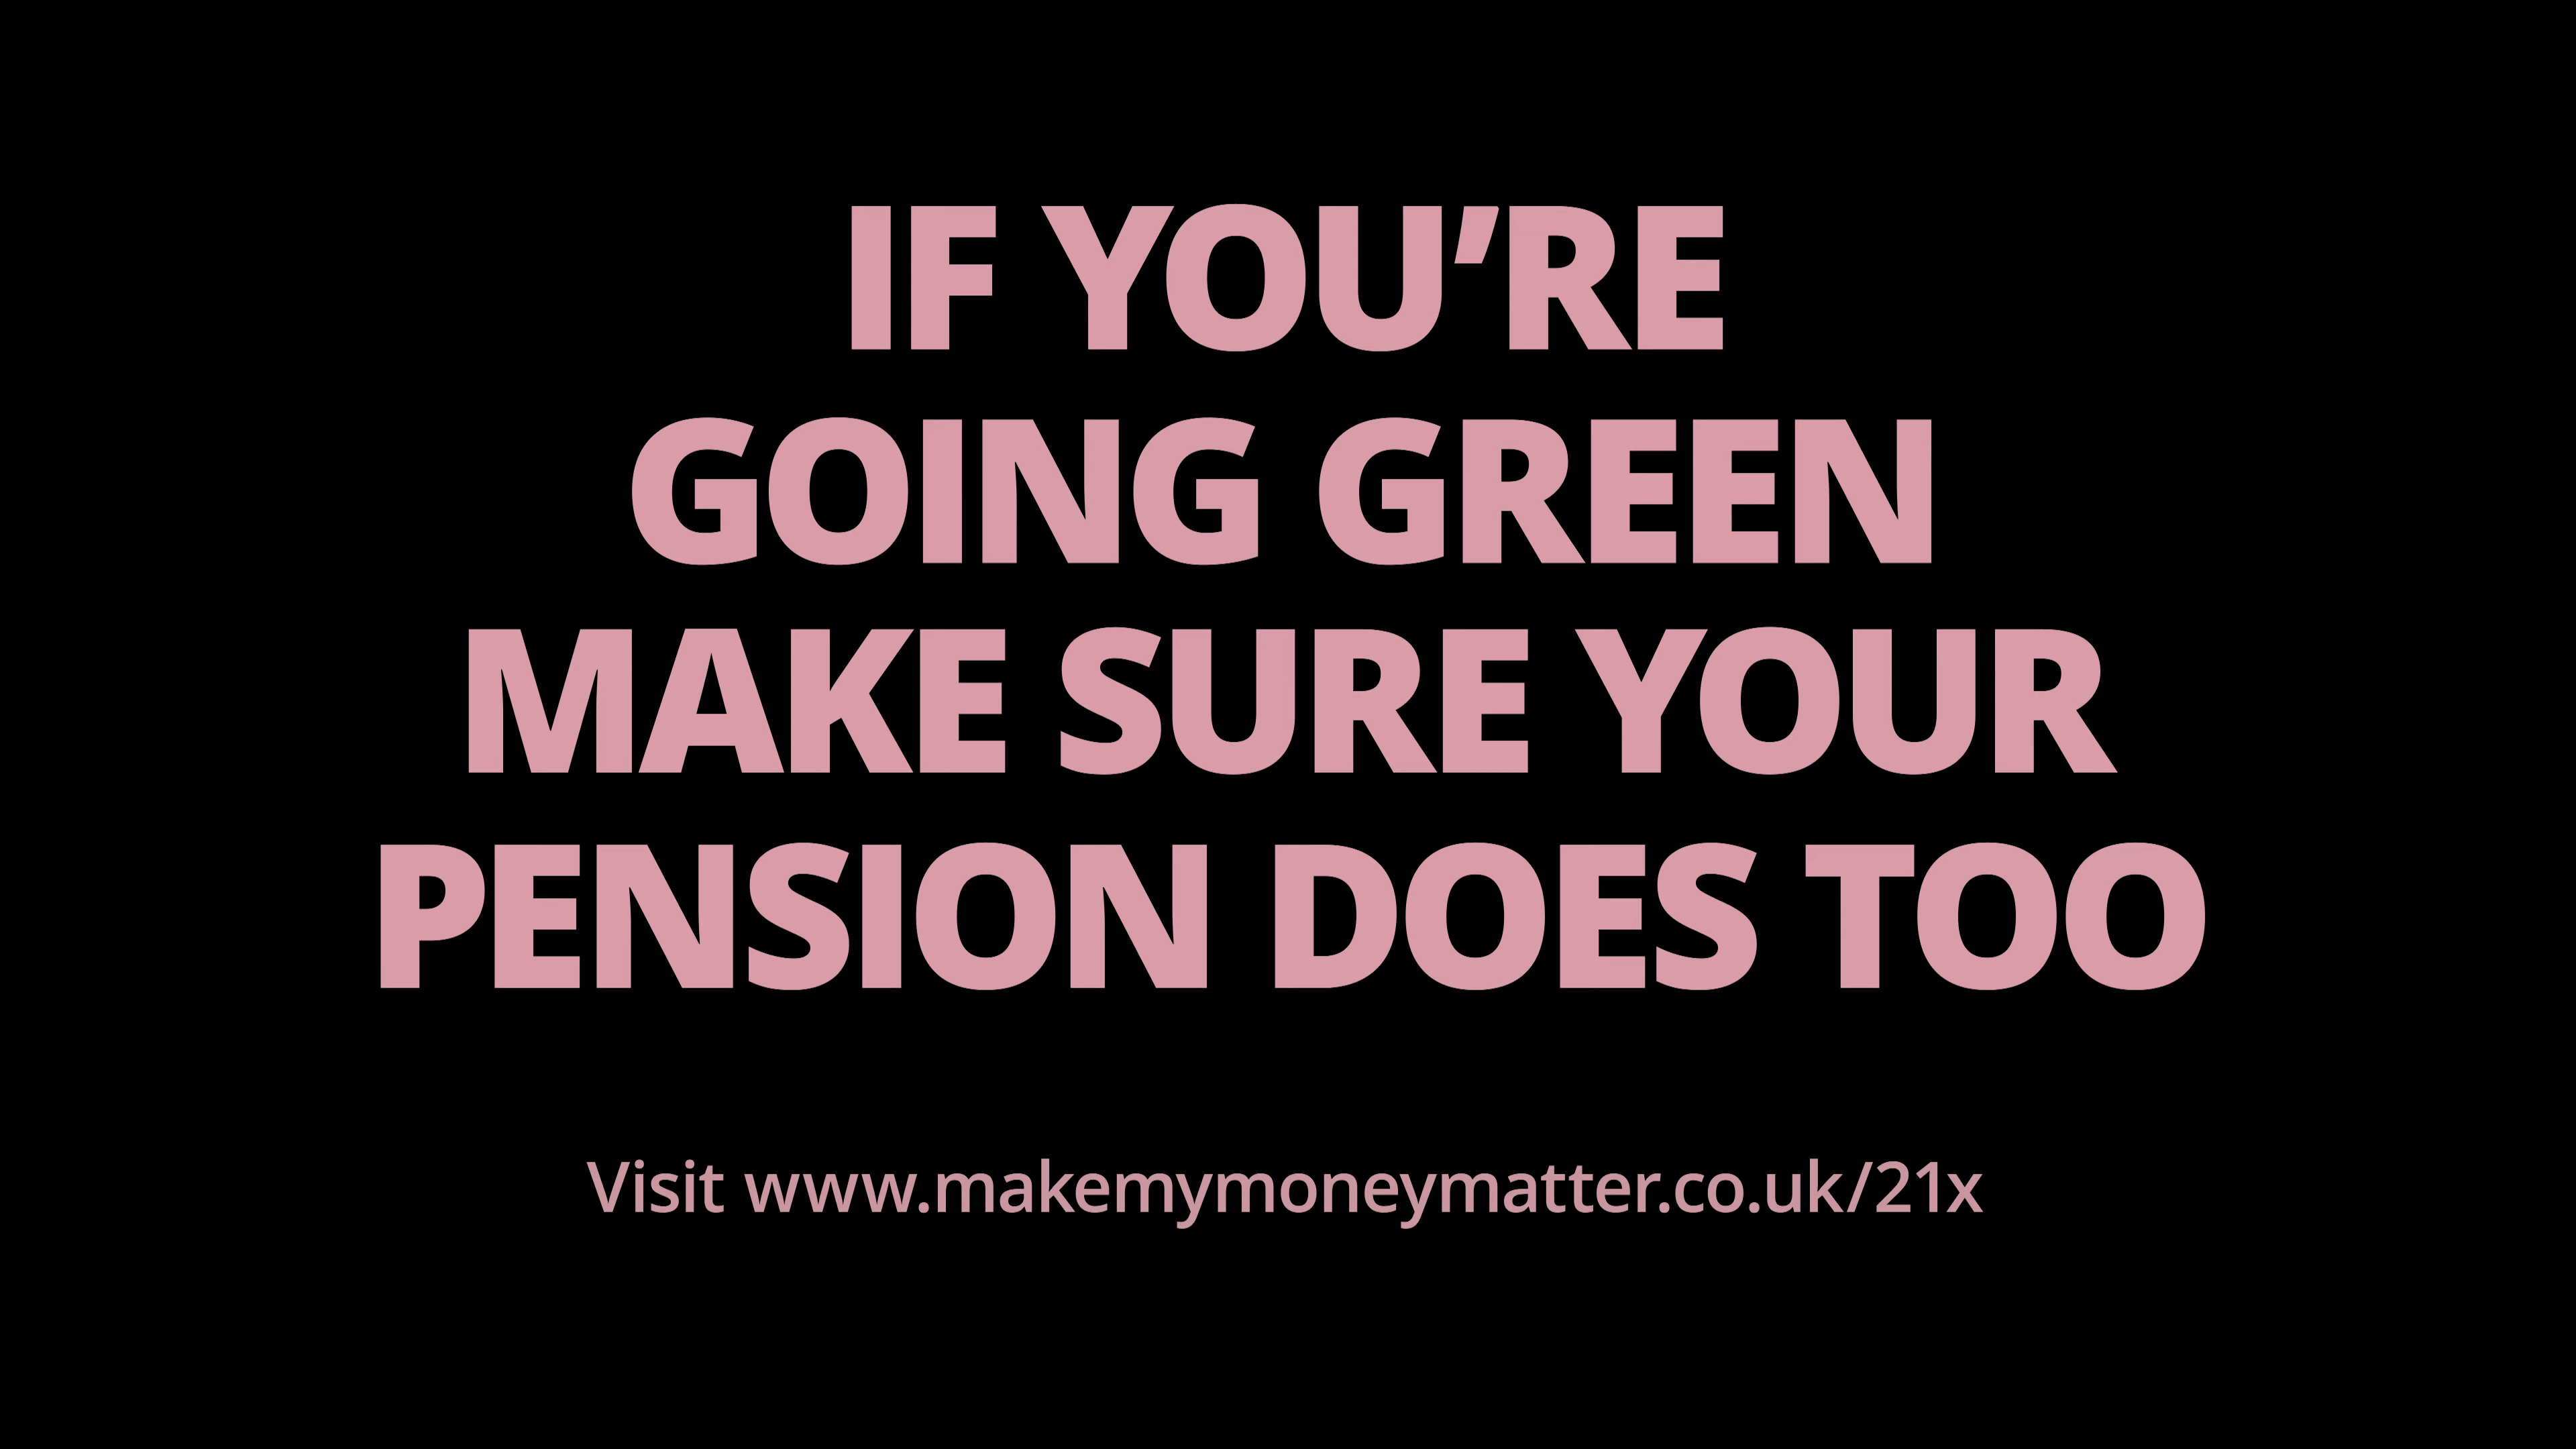 IF YOU’RE
GOING GREEN
MAKE SURE YOUR
PENSION DOES TOO
Visit www.makemymoneymatter.co.uk/21x